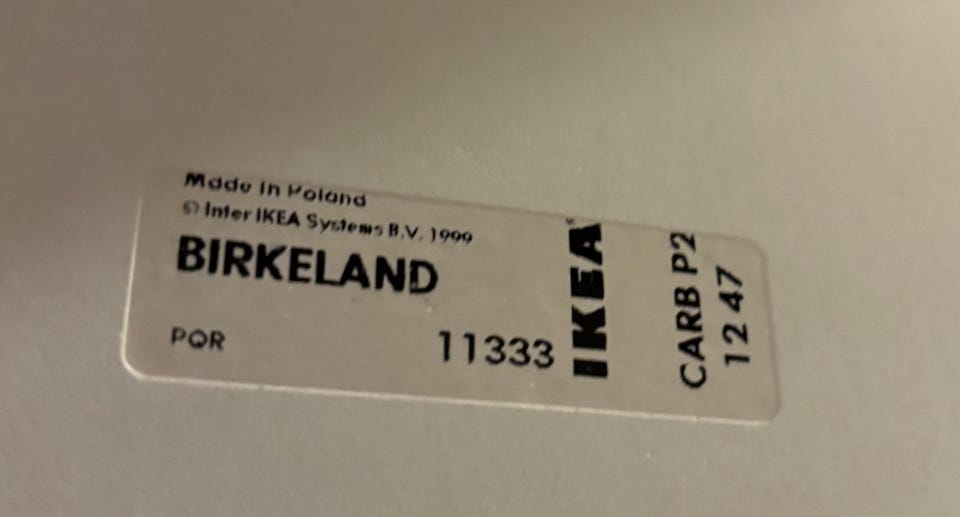 Made in Poland
© Inter IKEA Systems B.V. 1999
BIRKELAND
PQR
11333
IKEA
CARB P2
12 47